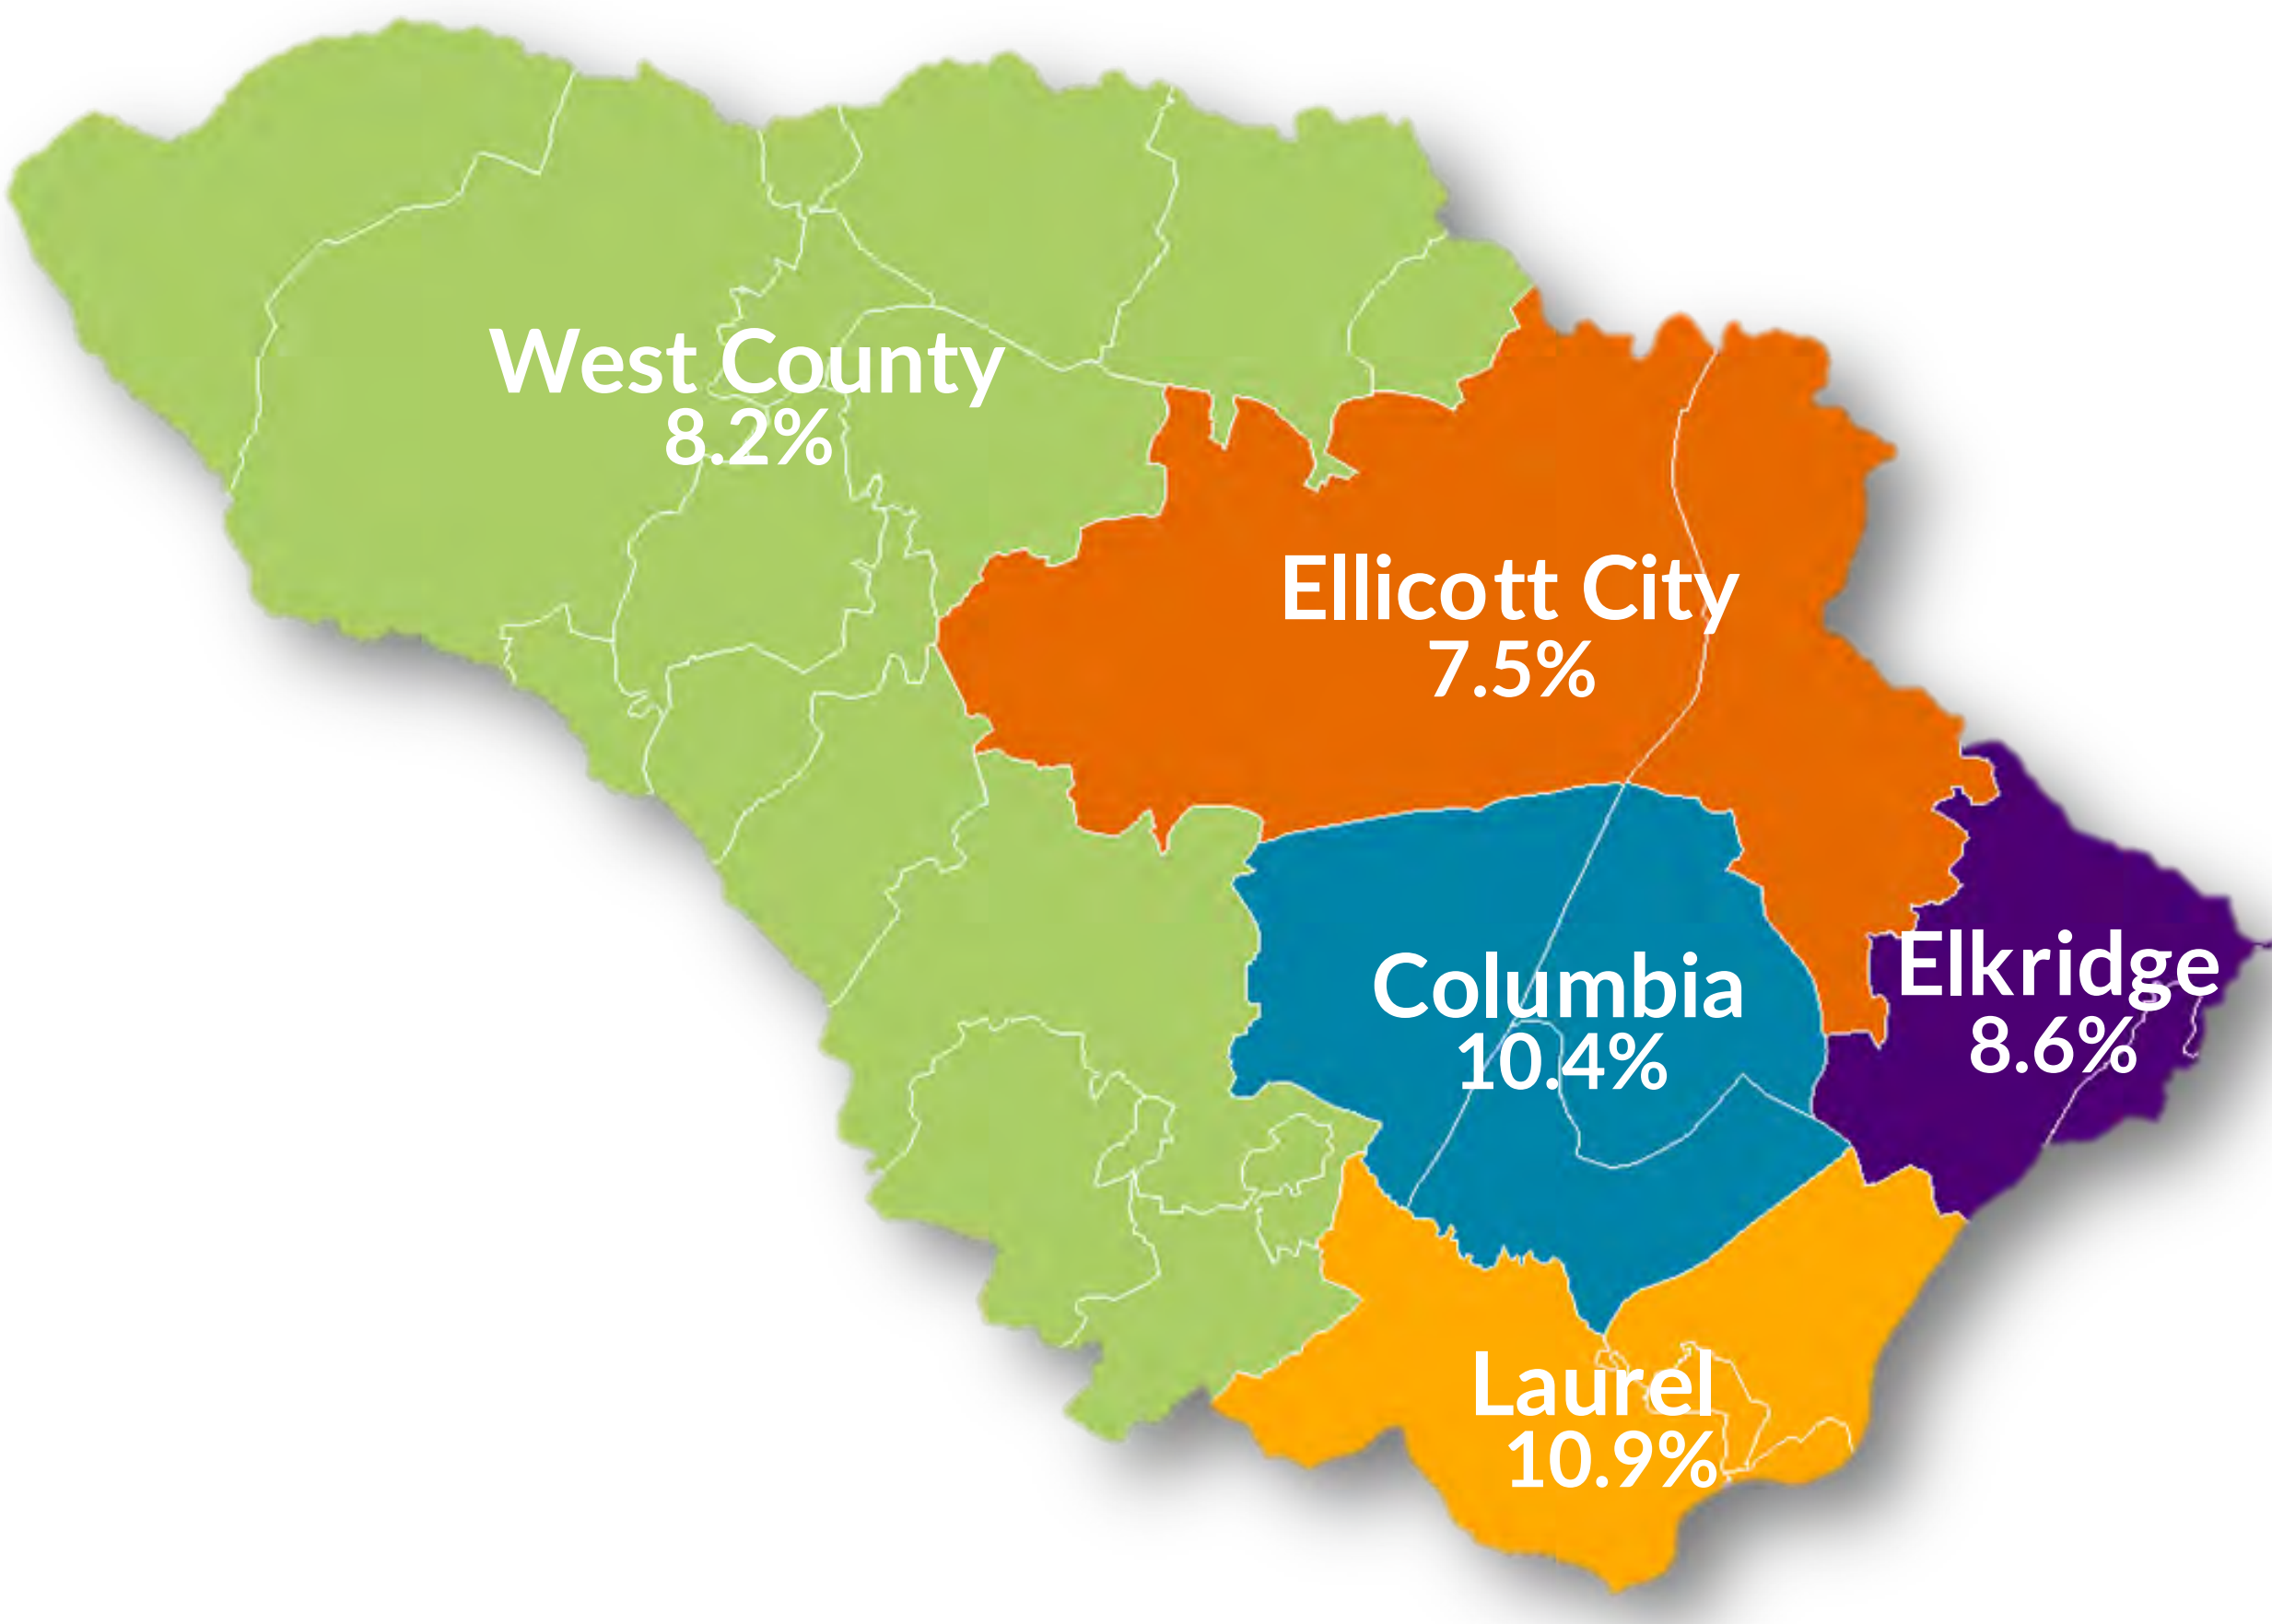 West County
8.2%
Ellicott City
7.5%
Columbia
10.4%
Elkridge
8.6%
Laurel
10.9%